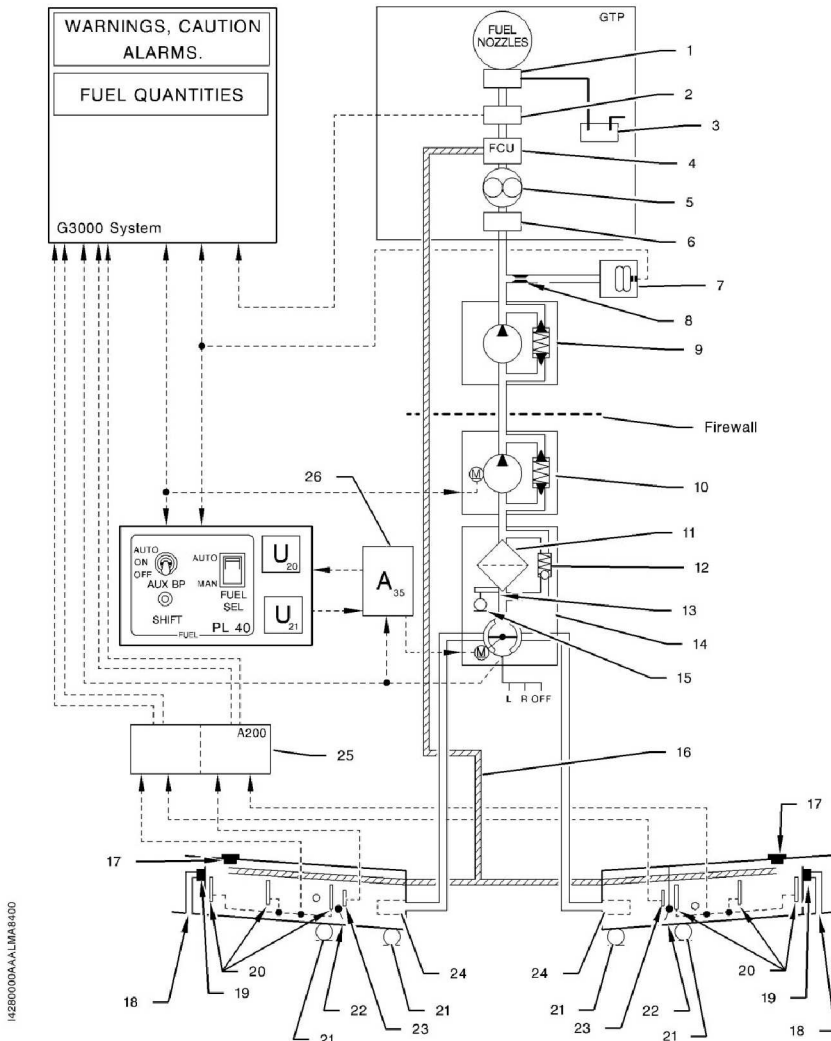 WARNINGS, CAUTION
ALARMS.
FUEL QUANTITIES
G3000 System
GTP
FUEL
NOZZLES
1
2
3
FCU
4
5
6
7
8
9
Firewall
M
10
26
11
12
13
14
15
AUTO
ON
OFF
AUX BP
SHIFT
AUTO
MAN
FUEL
SEL
FUEL
PL 40
U 20
U 21
A 35
M
L R OFF
A200
25
16
17
17
18
19
20
21
22
21
23
24
24
21
23
22
21
20
19
18
I4280000AAALMA8400